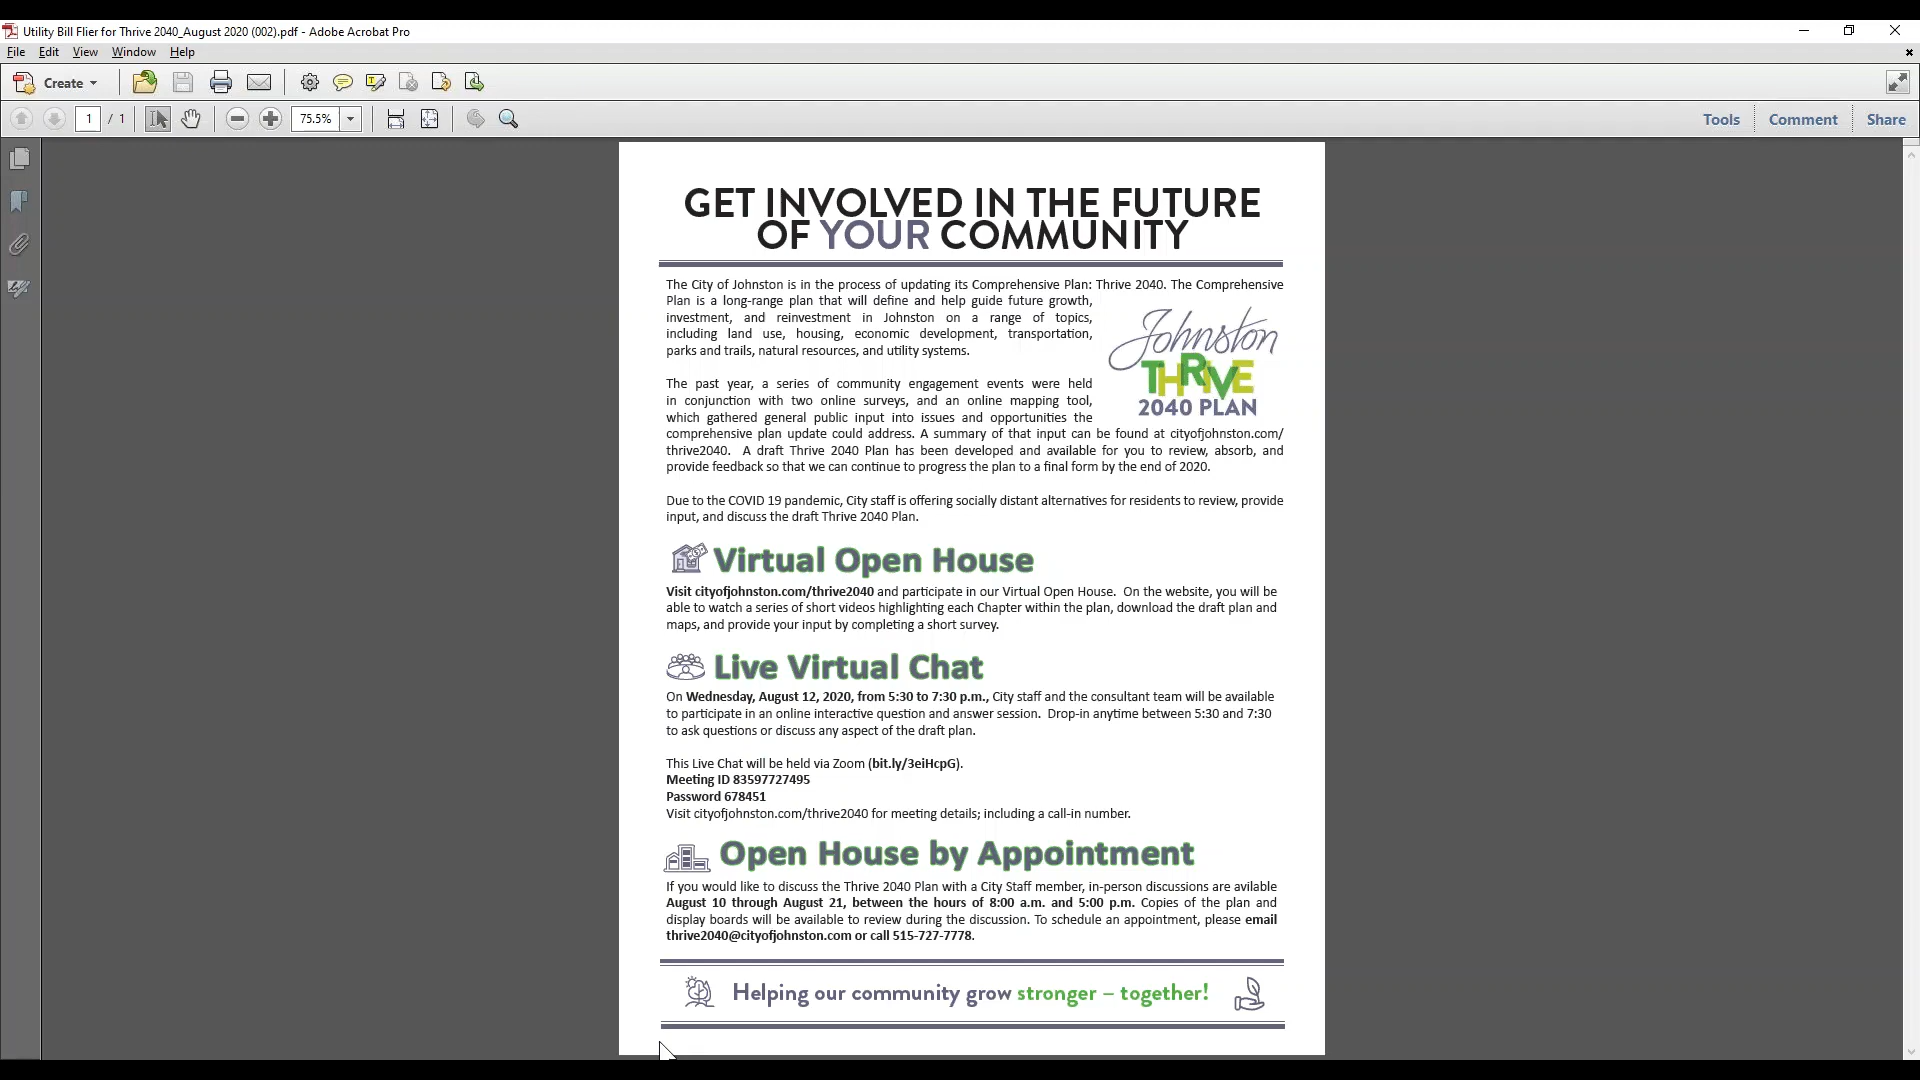 Utility Bill Flier for Thrive 2040_August 2020 (002).pdf - Adobe Acrobat Pro
File Edit View Window Help
Create
1 / 1 75.5% Tools Comment Share
GET INVOLVED IN THE FUTURE
OF YOUR COMMUNITY
The City of Johnston is in the process of updating its Comprehensive Plan: Thrive 2040. The Comprehensive
Plan is a long-range plan that will define and help guide future growth,
investment, and reinvestment in Johnston on a range of topics,
including land use, housing, economic development, transportation,
parks and trails, natural resources, and utility systems.
Johnston
THRIVE
2040 PLAN
The past year, a series of community engagement events were held
in conjunction with two online surveys, and an online mapping tool,
which gathered general public input into issues and opportunities the
comprehensive plan update could address. A summary of that input can be found at cityofjohnston.com/
thrive2040. A draft Thrive 2040 Plan has been developed and available for you to review, absorb, and
provide feedback so that we can continue to progress the plan to a final form by the end of 2020.
Due to the COVID 19 pandemic, City staff is offering socially distant alternatives for residents to review, provide
input, and discuss the draft Thrive 2040 Plan.
Virtual Open House
Visit cityofjohnston.com/thrive2040 and participate in our Virtual Open House. On the website, you will be
able to watch a series of short videos highlighting each Chapter within the plan, download the draft plan and
maps, and provide your input by completing a short survey.
Live Virtual Chat
On Wednesday, August 12, 2020, from 5:30 to 7:30 p.m., City staff and the consultant team will be available
to participate in an online interactive question and answer session. Drop-in anytime between 5:30 and 7:30
to ask questions or discuss any aspect of the draft plan.
This Live Chat will be held via Zoom (bit.ly/3eiHcpG).
Meeting ID 83597727495
Password 678451
Visit cityofjohnston.com/thrive2040 for meeting details; including a call-in number.
Open House by Appointment
If you would like to discuss the Thrive 2040 Plan with a City Staff member, in-person discussions are avilable
August 10 through August 21, between the hours of 8:00 a.m. and 5:00 p.m. Copies of the plan and
display boards will be available to review during the discussion. To schedule an appointment, please email
thrive2040@cityofjohnston.com or call 515-727-7778.
Helping our community grow stronger – together!